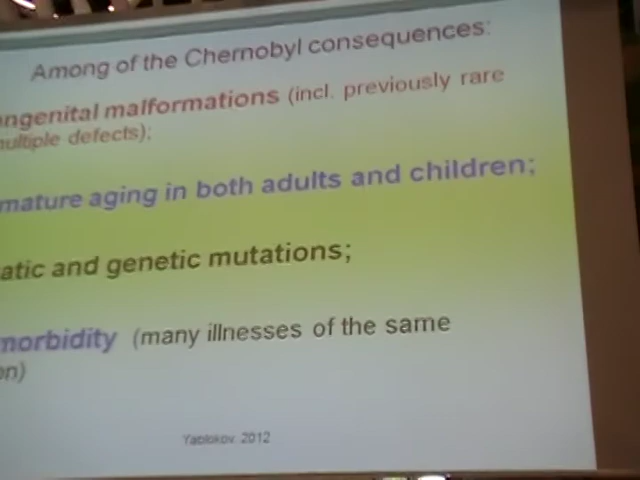 Among of the Chernobyl consequences:
ngenital malformations (incl. previously rare
ultiple defects);
mature aging in both adults and children;
atic and genetic mutations;
morbidity (many illnesses of the same
on)
Yablokov, 2012